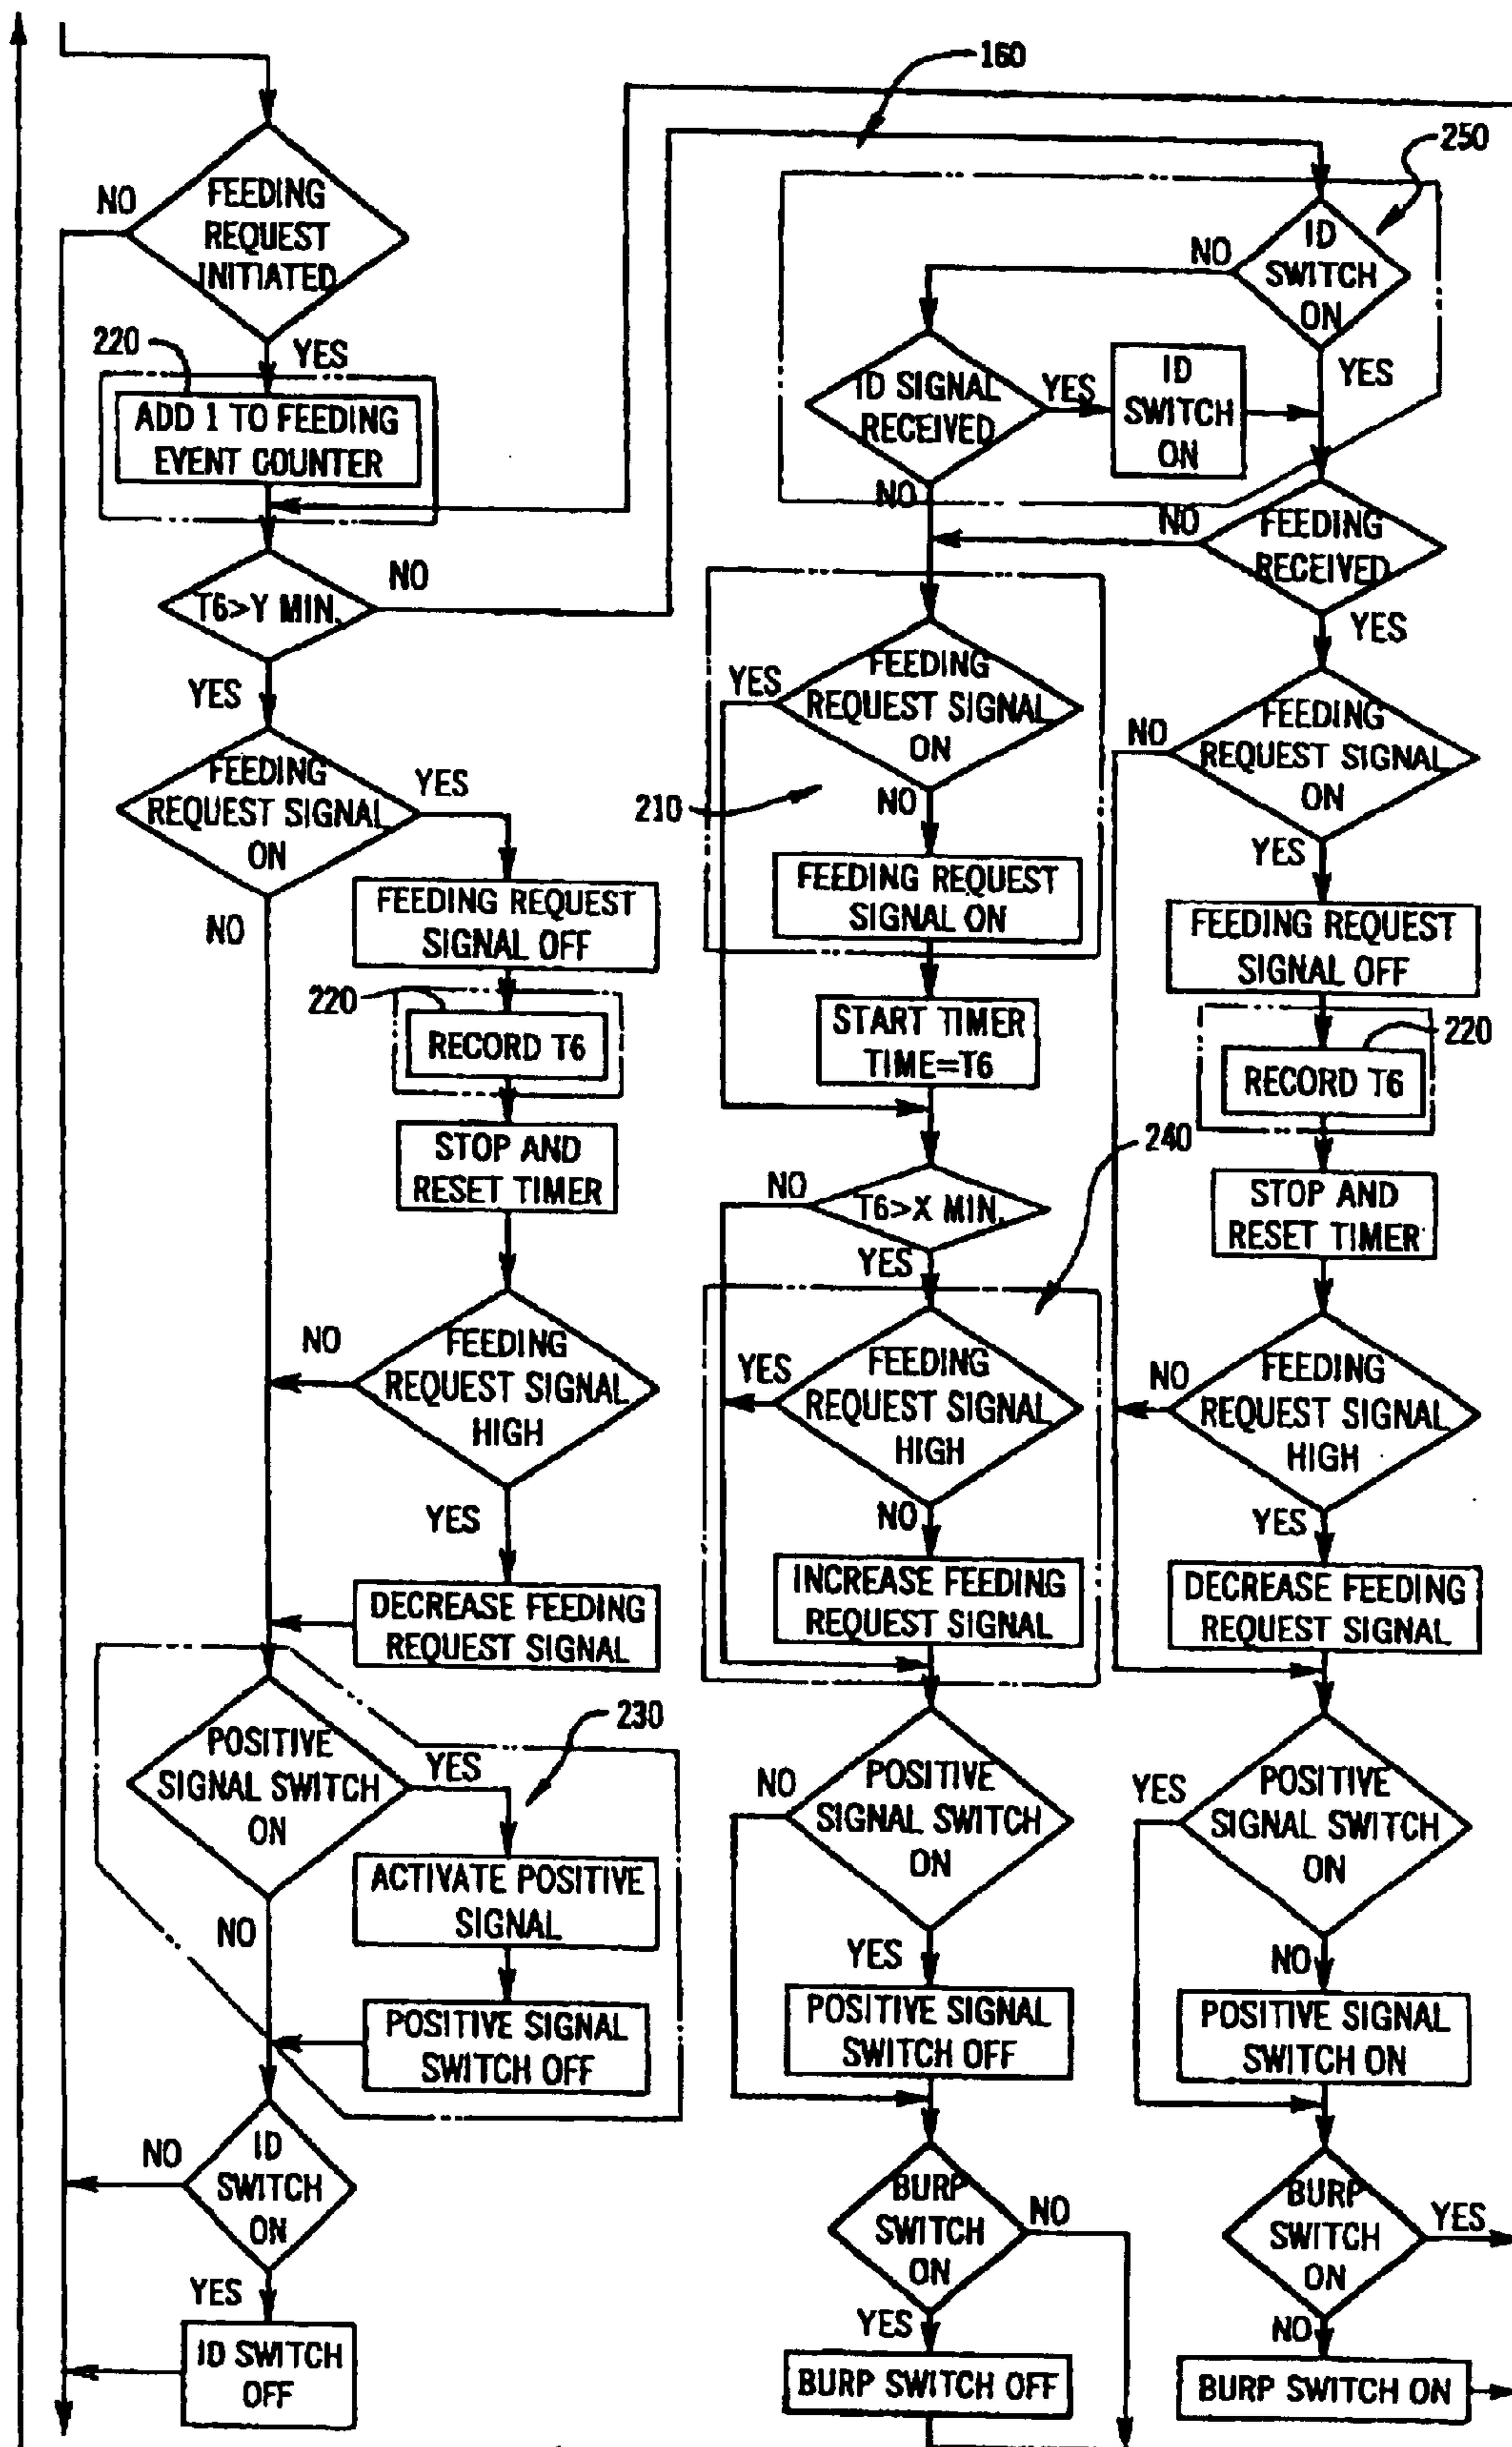 NO
FEEDING
REQUEST
INITIATED
YES
220
ADD 1 TO FEEDING
EVENT COUNTER
T6>Y MIN.
NO
YES
FEEDING
REQUEST SIGNAL
ON
YES
NO
FEEDING REQUEST
SIGNAL OFF
220
RECORD T6
STOP AND
RESET TIMER
FEEDING
REQUEST SIGNAL
HIGH
NO
YES
DECREASE FEEDING
REQUEST SIGNAL
POSITIVE
SIGNAL SWITCH
ON
YES
230
ACTIVATE POSITIVE
SIGNAL
NO
POSITIVE SIGNAL
SWITCH OFF
ID
SWITCH
ON
NO
YES
ID SWITCH
OFF
160
250
ID
SWITCH
ON
NO
YES
ID SIGNAL
RECEIVED
YES
ID
SWITCH
ON
NO
NO
FEEDING
RECEIVED
YES
FEEDING
REQUEST SIGNAL
ON
YES
210
NO
FEEDING REQUEST
SIGNAL ON
START TIMER
TIME=T6
240
NO
T6>X MIN.
YES
FEEDING
REQUEST SIGNAL
HIGH
YES
NO
INCREASE FEEDING
REQUEST SIGNAL
POSITIVE
SIGNAL SWITCH
ON
NO
YES
POSITIVE SIGNAL
SWITCH OFF
BURP
SWITCH
ON
NO
YES
BURP SWITCH OFF
FEEDING
REQUEST SIGNAL
ON
NO
YES
FEEDING REQUEST
SIGNAL OFF
220
RECORD T6
STOP AND
RESET TIMER
FEEDING
REQUEST SIGNAL
HIGH
NO
YES
DECREASE FEEDING
REQUEST SIGNAL
POSITIVE
SIGNAL SWITCH
ON
YES
NO
POSITIVE SIGNAL
SWITCH ON
BURP
SWITCH
ON
YES
NO
BURP SWITCH ON